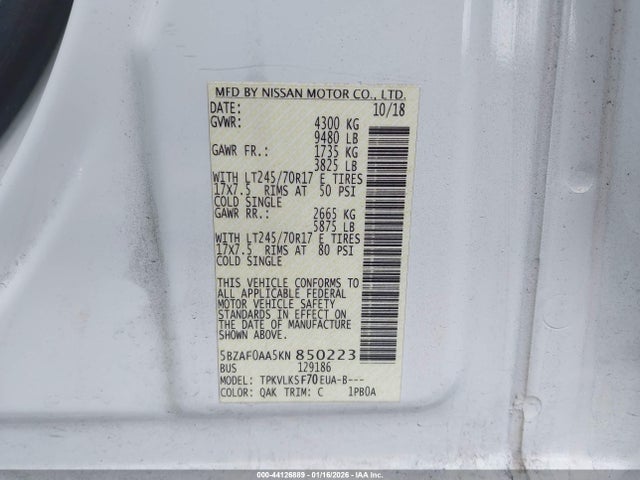 MFD BY NISSAN MOTOR CO., LTD.
DATE: 10/18
GVWR: 4300 KG
9480 LB
GAWR FR.: 1735 KG
3825 LB
WITH LT245/70R17 E TIRES
17X7.5 RIMS AT 50 PSI
COLD SINGLE
GAWR RR.: 2665 KG
5875 LB
WITH LT245/70R17 E TIRES
17X7.5 RIMS AT 80 PSI
COLD SINGLE
THIS VEHICLE CONFORMS TO
ALL APPLICABLE FEDERAL
MOTOR VEHICLE SAFETY
STANDARDS IN EFFECT ON
THE DATE OF MANUFACTURE
SHOWN ABOVE.
5BZAF0AA5KN 850223
BUS 129186
MODEL: TPKVLKSF70EUA-B---
COLOR: QAK TRIM: C 1PB0A
000-44126889 - 01/16/2026 - IAAI.com